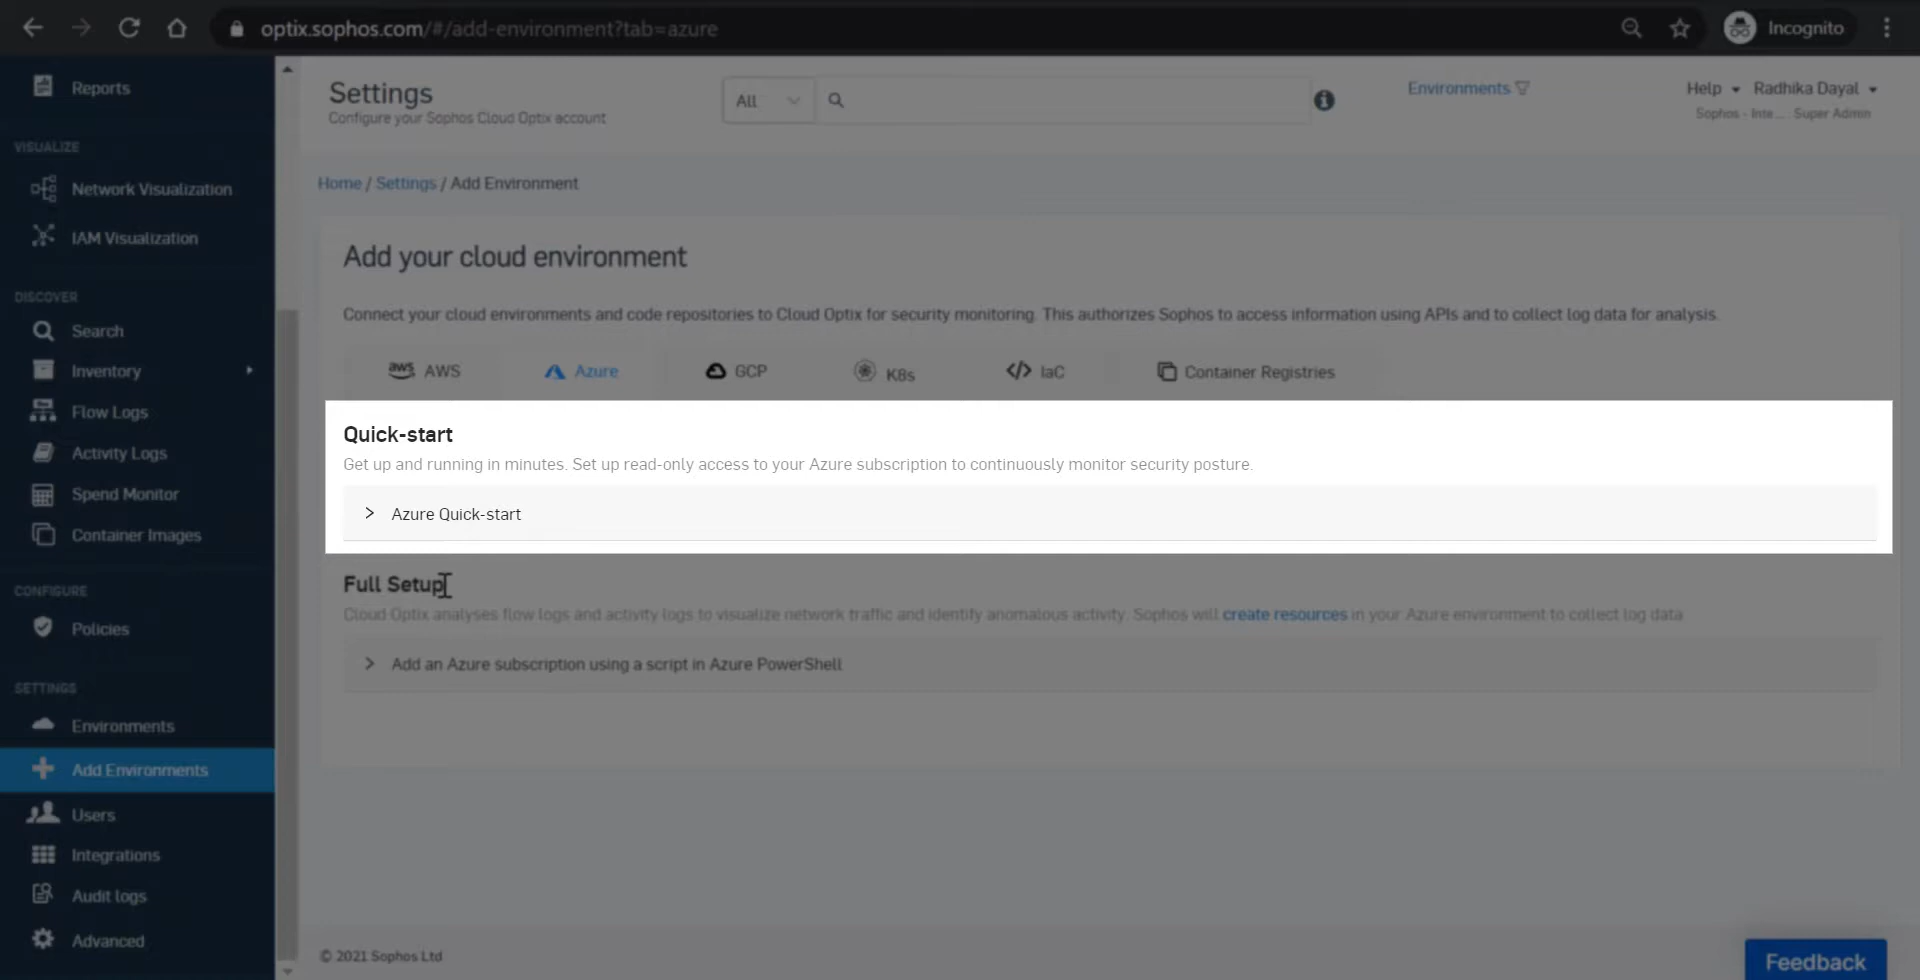 optix.sophos.com/#/add-environment?tab=azure
Incognito
Reports
VISUALIZE
Network Visualization
IAM Visualization
DISCOVER
Search
Inventory
Flow Logs
Activity Logs
Spend Monitor
Container Images
CONFIGURE
Policies
SETTINGS
Environments
Add Environments
Users
Integrations
Audit logs
Advanced
Settings
Configure your Sophos Cloud Optix account
All
Environments
Help
Radhika Dayal
Sophos - Inte... Super Admin
Home / Settings / Add Environment
Add your cloud environment
Connect your cloud environments and code repositories to Cloud Optix for security monitoring. This authorizes Sophos to access information using APIs and to collect log data for analysis.
aws AWS
Azure
GCP
K8s
</> IaC
Container Registries
Quick-start
Get up and running in minutes. Set up read-only access to your Azure subscription to continuously monitor security posture.
> Azure Quick-start
Full Setup
Cloud Optix analyses flow logs and activity logs to visualize network traffic and identify anomalous activity. Sophos will create resources in your Azure environment to collect log data
> Add an Azure subscription using a script in Azure PowerShell
© 2021 Sophos Ltd
Feedback